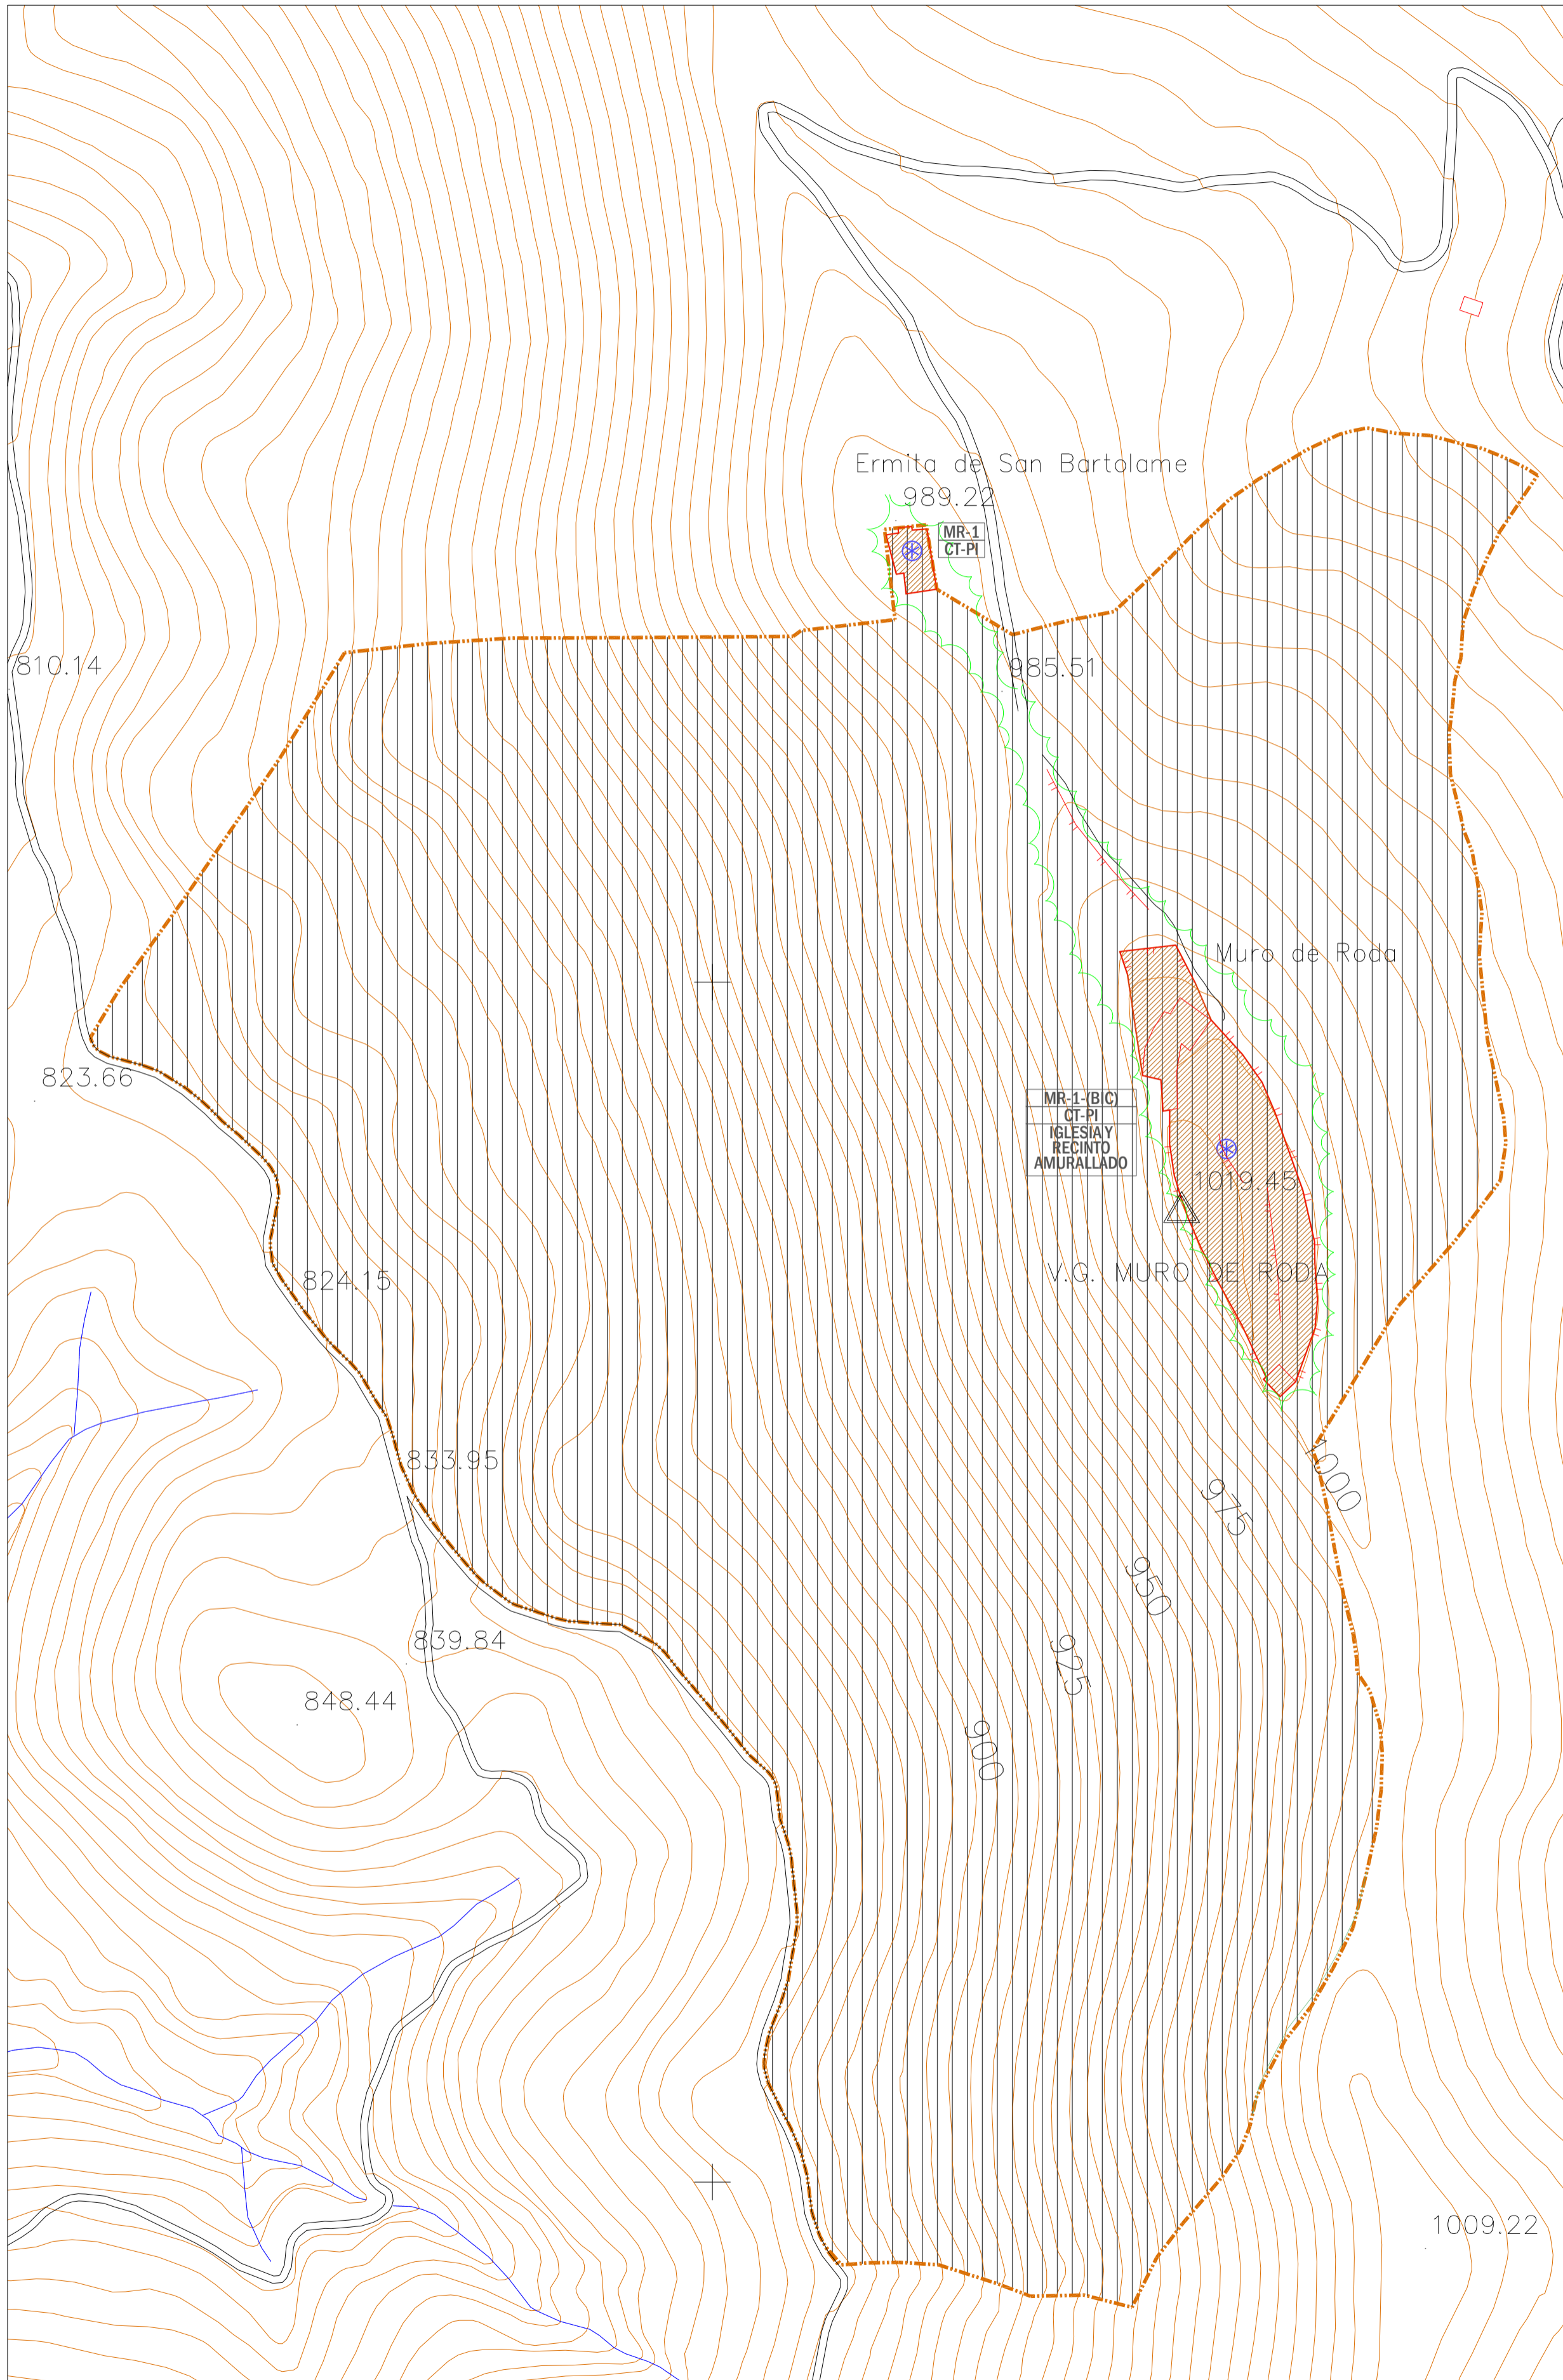 Ermita de San Bartolame
989.22
MR-1
CT-PI
810.14
985.51
Muro de Roda
823.66
MR-1-(BIC)
CT-PI
IGLESIA Y
RECINTO
AMURALLADO
1019.45
V.G. MURO DE RODA
824.15
833.95
1000
975
950
925
900
839.84
848.44
1009.22